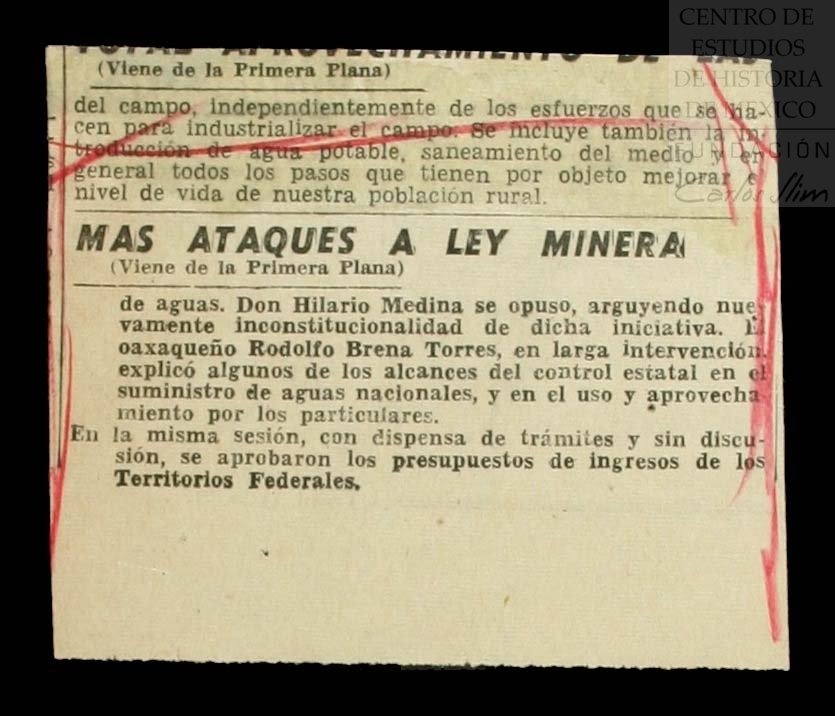 TOTAL APROVECHAMIENTO DE LAS
(Viene de la Primera Plana)
del campo, independientemente de los esfuerzos que se ha-
cen para industrializar el campo. Se incluye también la in-
troducción de agua potable, saneamiento del medio y en
general todos los pasos que tienen por objeto mejorar e
nivel de vida de nuestra población rural.
MAS ATAQUES A LEY MINERA
(Viene de la Primera Plana)
de aguas. Don Hilario Medina se opuso, arguyendo nue-
vamente inconstitucionalidad de dicha iniciativa. El
oaxaqueño Rodolfo Brena Torres, en larga intervención,
explicó algunos de los alcances del control estatal en el
suministro de aguas nacionales, y en el uso y aprovecha
miento por los particulares.
En la misma sesión, con dispensa de trámites y sin discu-
sión, se aprobaron los presupuestos de ingresos de los
Territorios Federales.
CENTRO DE
ESTUDIOS
DE HISTORIA
DE MÉXICO
FUNDACIÓN
Carlos Slim